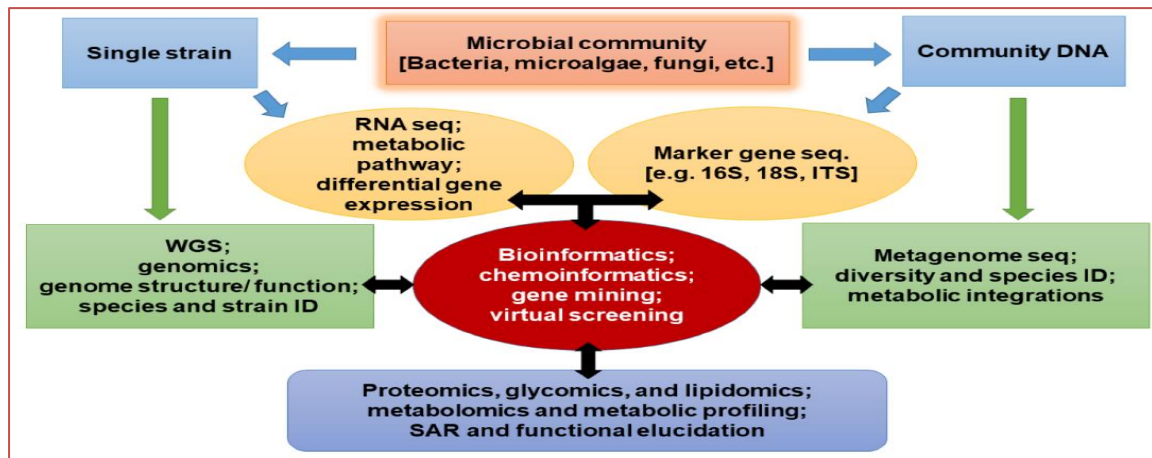 Single strain
Microbial community
[Bacteria, microalgae, fungi, etc.]
Community DNA
RNA seq;
metabolic
pathway;
differential gene
expression
Marker gene seq.
[e.g. 16S, 18S, ITS]
WGS;
genomics;
genome structure/ function;
species and strain ID
Bioinformatics;
chemoinformatics;
gene mining;
virtual screening
Metagenome seq;
diversity and species ID;
metabolic integrations
Proteomics, glycomics, and lipidomics;
metabolomics and metabolic profiling;
SAR and functional elucidation